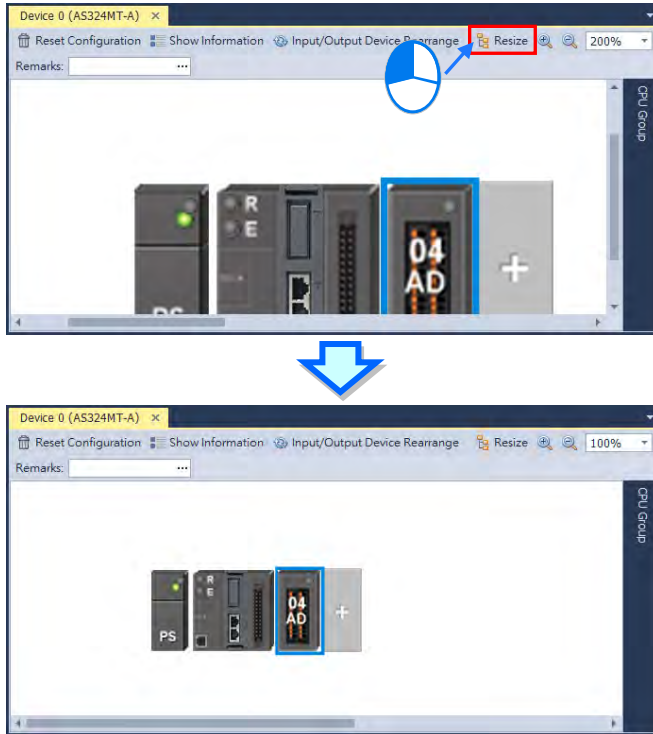 Device 0 (AS324MT-A) ×
Reset Configuration Show Information Input/Output Device Rearrange Resize 200%
Remarks: ...
CPU Group
R
E
04
AD
+
Device 0 (AS324MT-A) ×
Reset Configuration Show Information Input/Output Device Rearrange Resize 100%
Remarks: ...
CPU Group
R
E
PS
04
AD
+